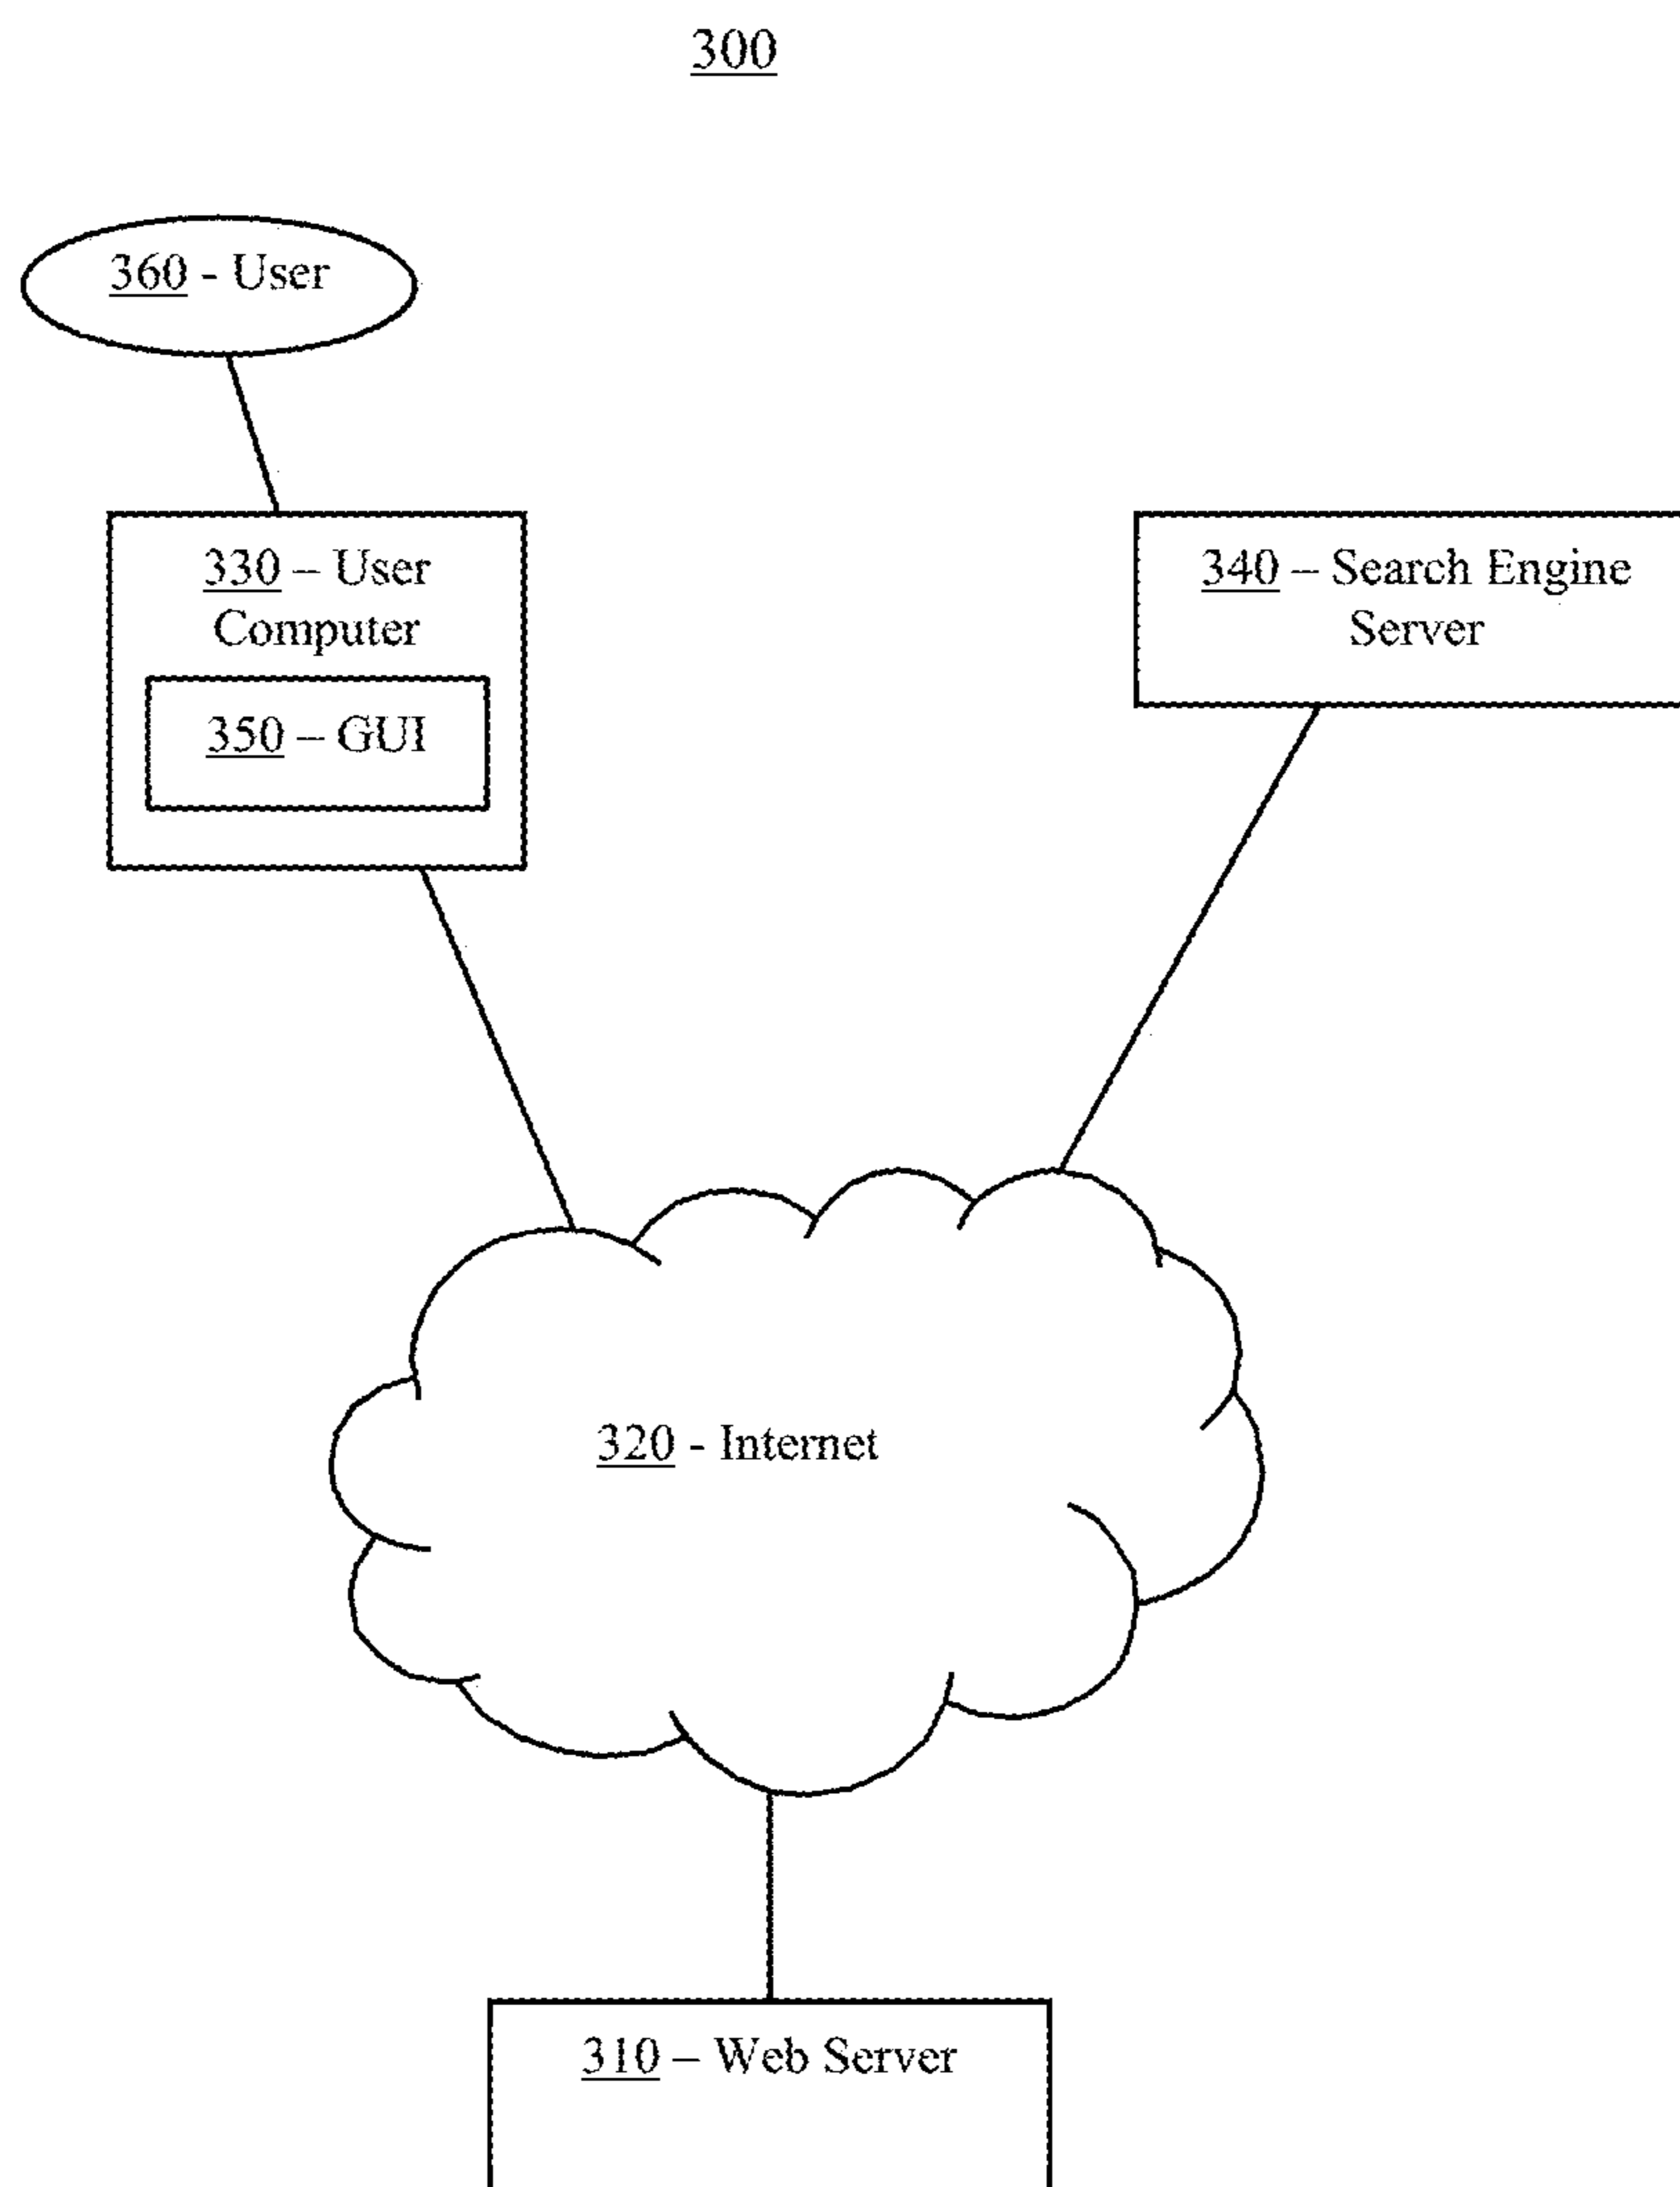 300
360 - User
330 – User
Computer
350 – GUI
340 – Search Engine
Server
320 - Internet
310 – Web Server